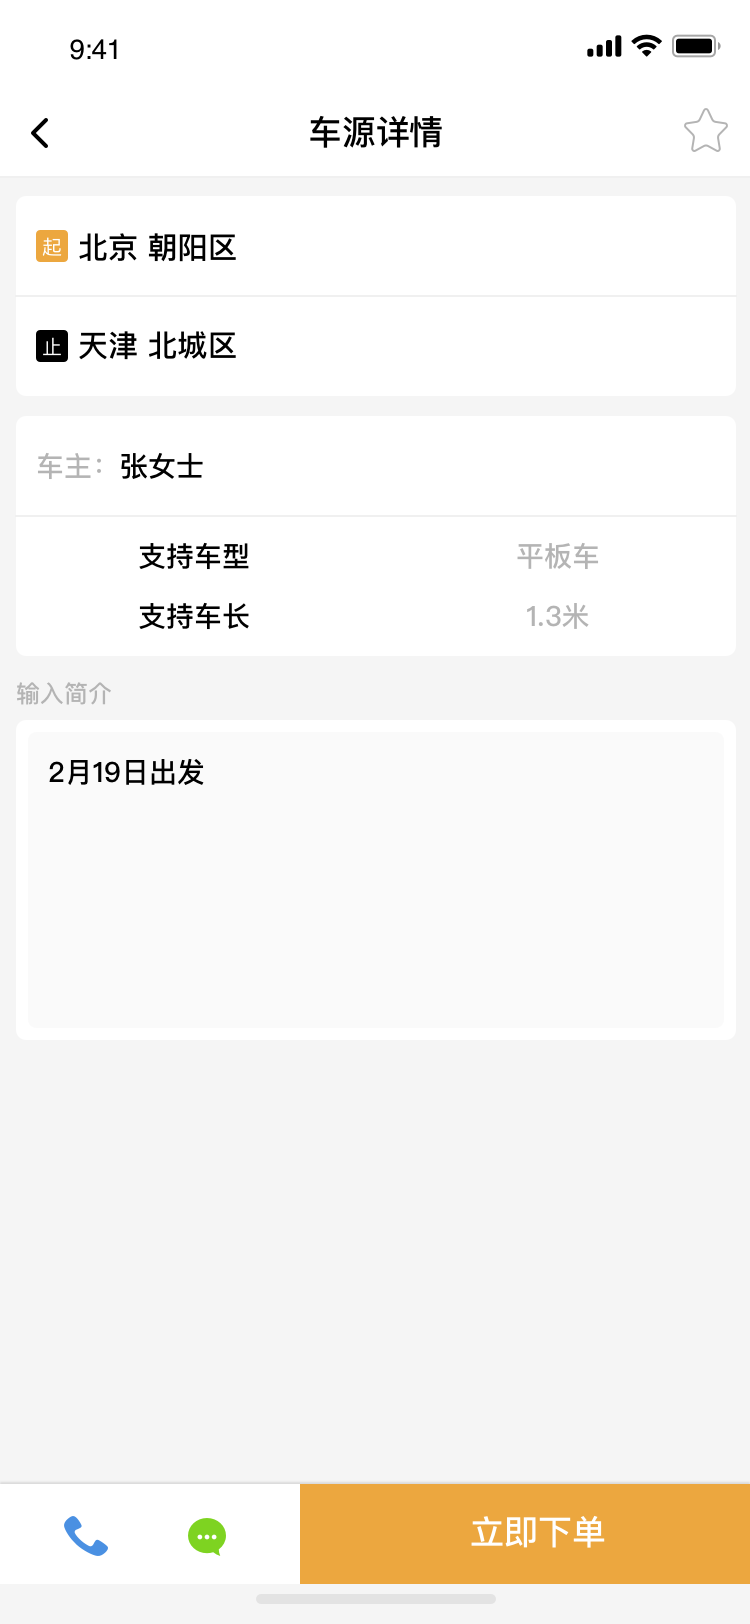 9:41
车源详情
起 北京 朝阳区
止 天津 北城区
车主： 张女士
支持车型 平板车
支持车长 1.3米
输入简介
2月19日出发
立即下单